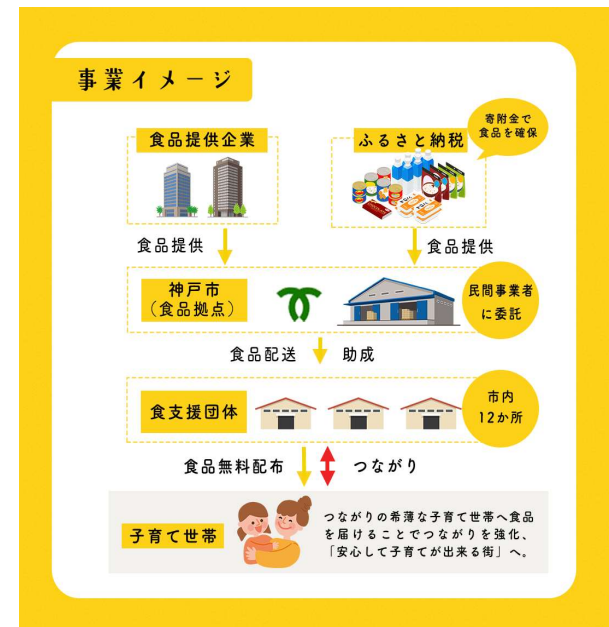 事業イメージ
食品提供企業
ふるさと納税
寄附金で
食品を確保
食品提供
食品提供
神戸市
(食品拠点)
民間事業者
に委託
食品配送
助成
食支援団体
市内
12か所
食品無料配布
つながり
子育て世帯
つながりの希薄な子育て世帯へ食品
を届けることでつながりを強化、
「安心して子育てが出来る街」へ。